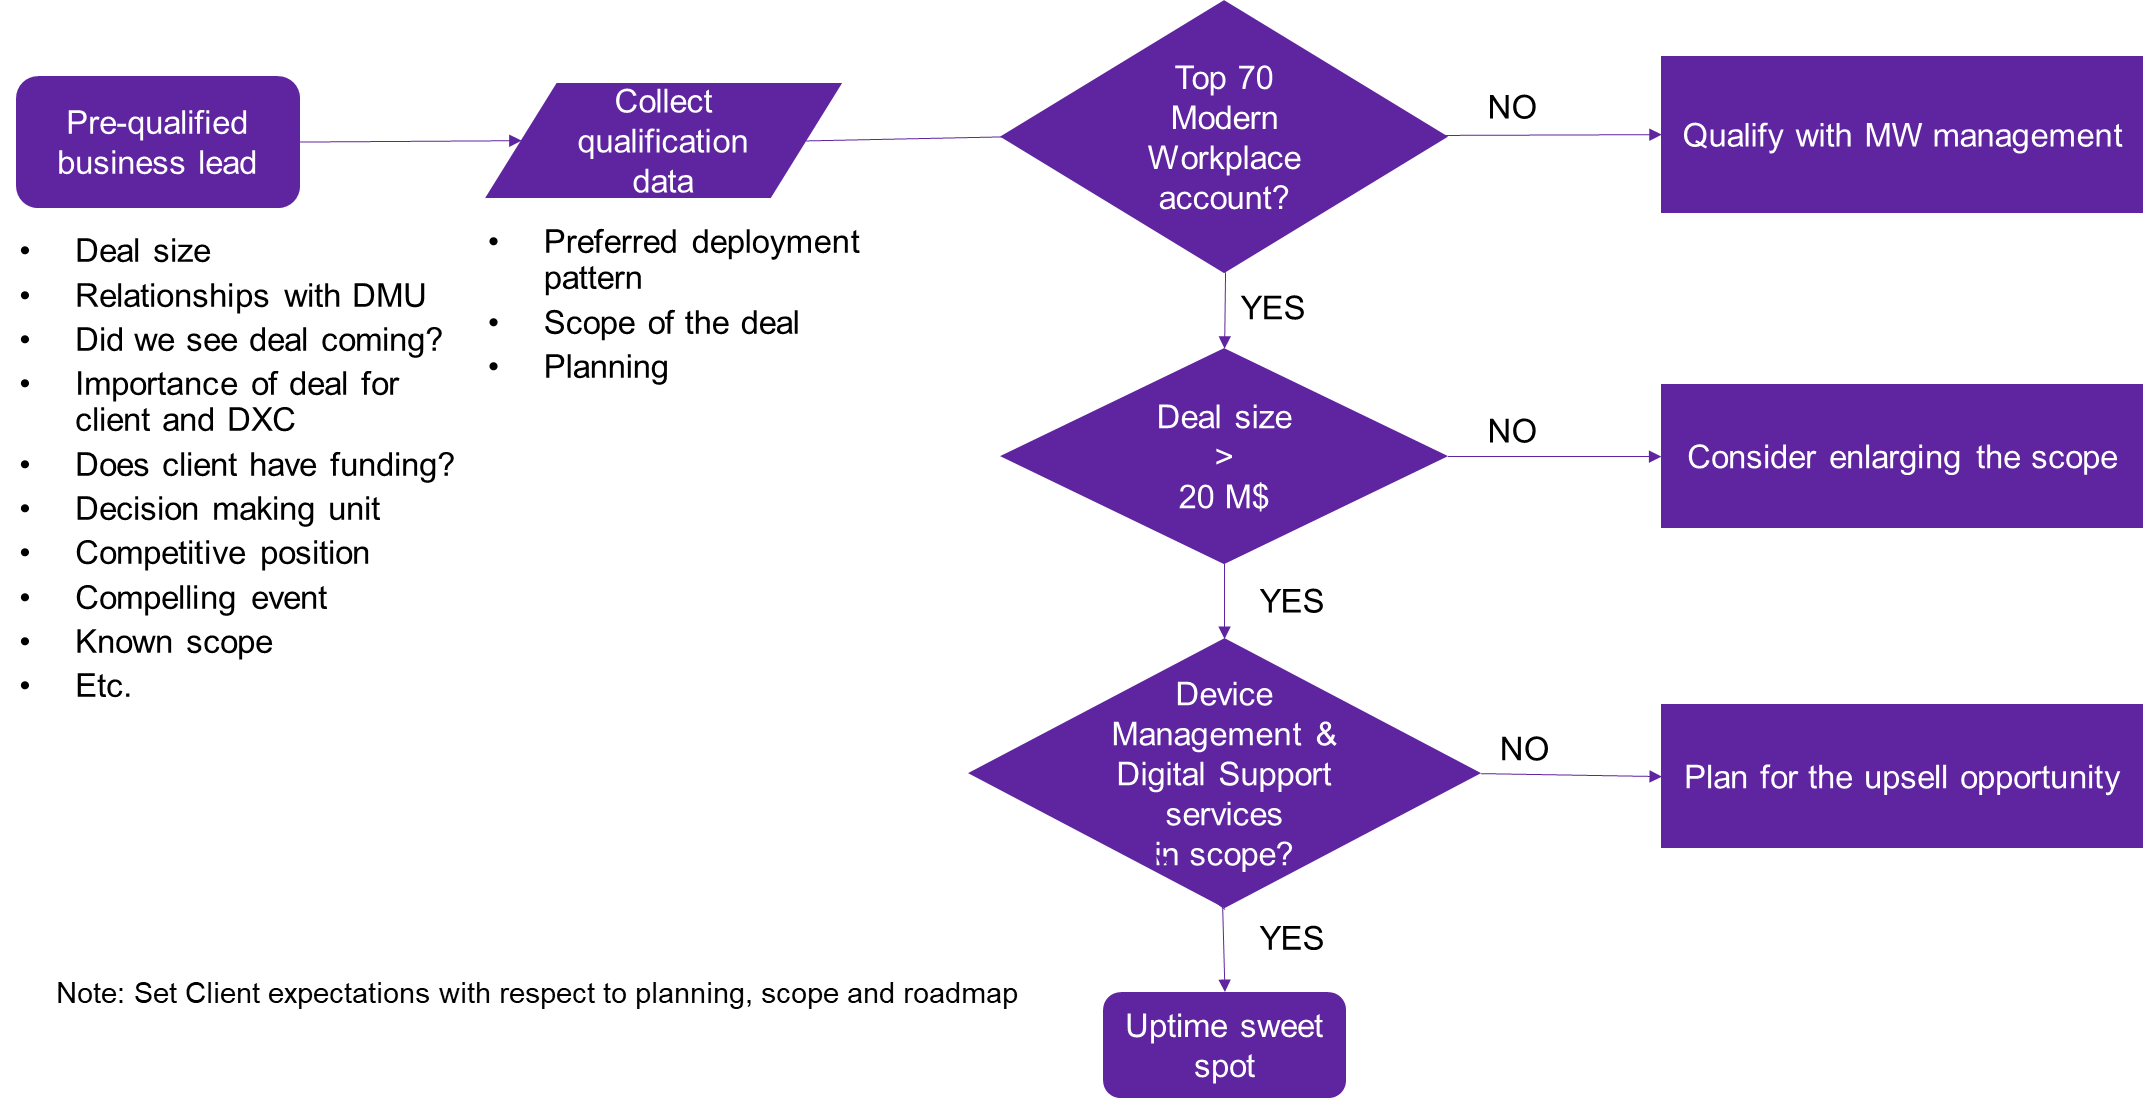 Pre-qualified
business lead
• Deal size
• Relationships with DMU
• Did we see deal coming?
• Importance of deal for
client and DXC
• Does client have funding?
• Decision making unit
• Competitive position
• Compelling event
• Known scope
• Etc.
Collect
qualification
data
• Preferred deployment
pattern
• Scope of the deal
• Planning
Top 70
Modern
Workplace
account?
NO
Qualify with MW management
YES
Deal size
>
20 M$
NO
Consider enlarging the scope
YES
Device
Management &
Digital Support
services
in scope?
NO
Plan for the upsell opportunity
YES
Uptime sweet
spot
Note: Set Client expectations with respect to planning, scope and roadmap